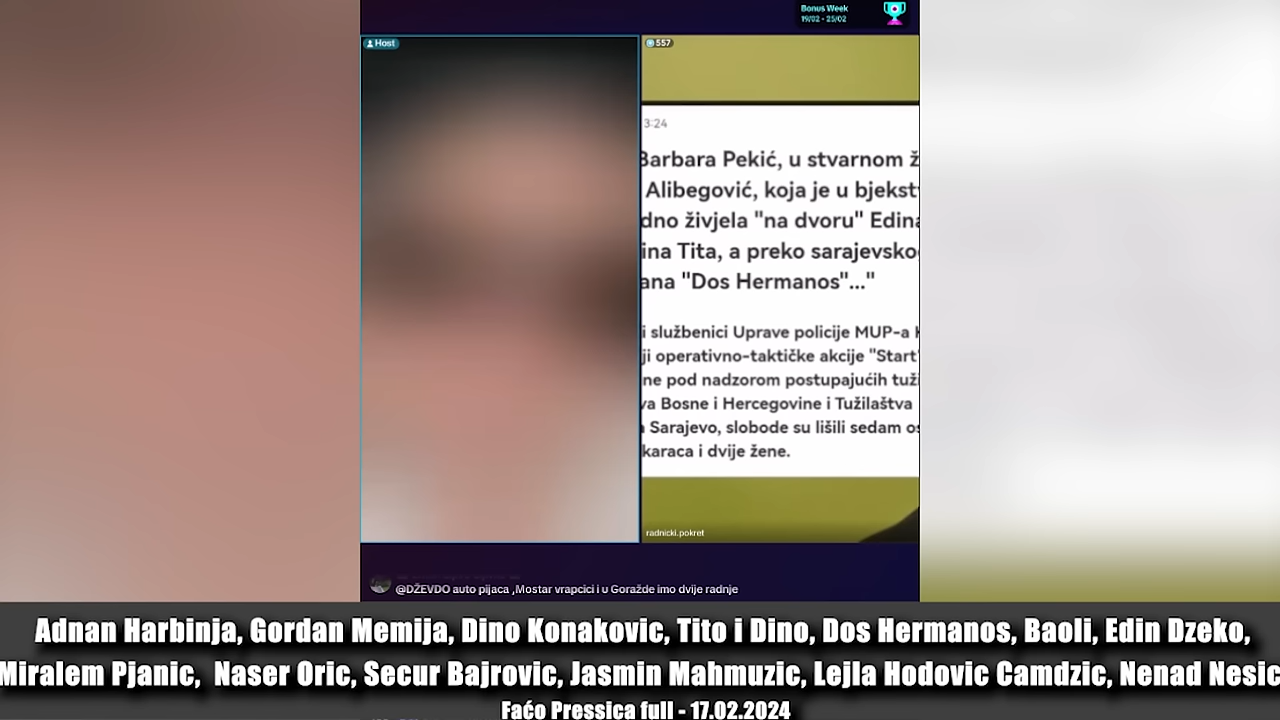 Bonus Week
19/02 - 25/02
Host
557
3:24
Barbara Pekić, u stvarnom ž
Alibegović, koja je u bjekst
dno živjela "na dvoru" Edina
ina Tita, a preko sarajevsko
ana "Dos Hermanos"..."
i službenici Uprave policije MUP-a
ji operativno-taktičke akcije "Start"
ne pod nadzorom postupajućih tuži
va Bosne i Hercegovine i Tužilaštva
Sarajevo, slobode su lišili sedam os
karaca i dvije žene.
radnicki.pokret
@DŽEVDO auto pijaca ,Mostar vrapcici i u Goražde imo dvije radnje
Adnan Harbinja, Gordan Memija, Dino Konakovic, Tito i Dino, Dos Hermanos, Baoli, Edin Dzeko,
Miralem Pjanic, Naser Oric, Secur Bajrovic, Jasmin Mahmuzic, Lejla Hodovic Camdzic, Nenad Nesic
Faćo Pressica full - 17.02.2024